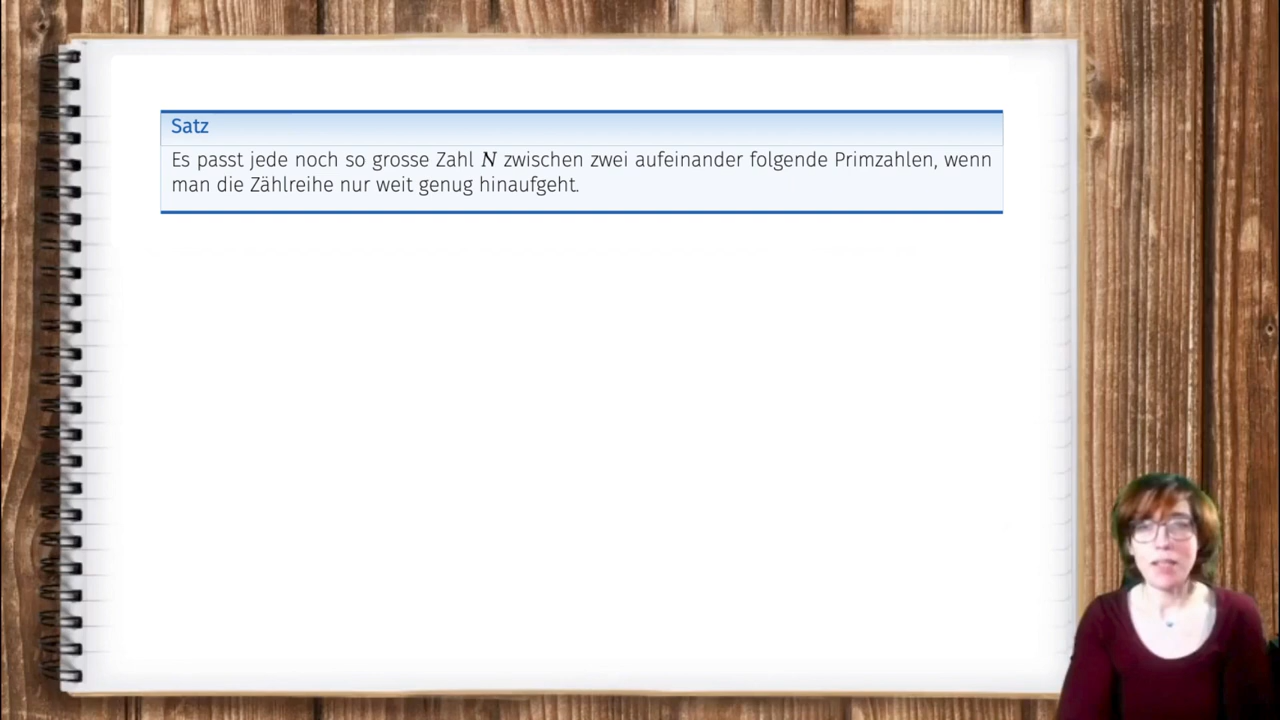 Satz
Es passt jede noch so grosse Zahl N zwischen zwei aufeinander folgende Primzahlen, wenn
man die Zählreihe nur weit genug hinaufgeht.